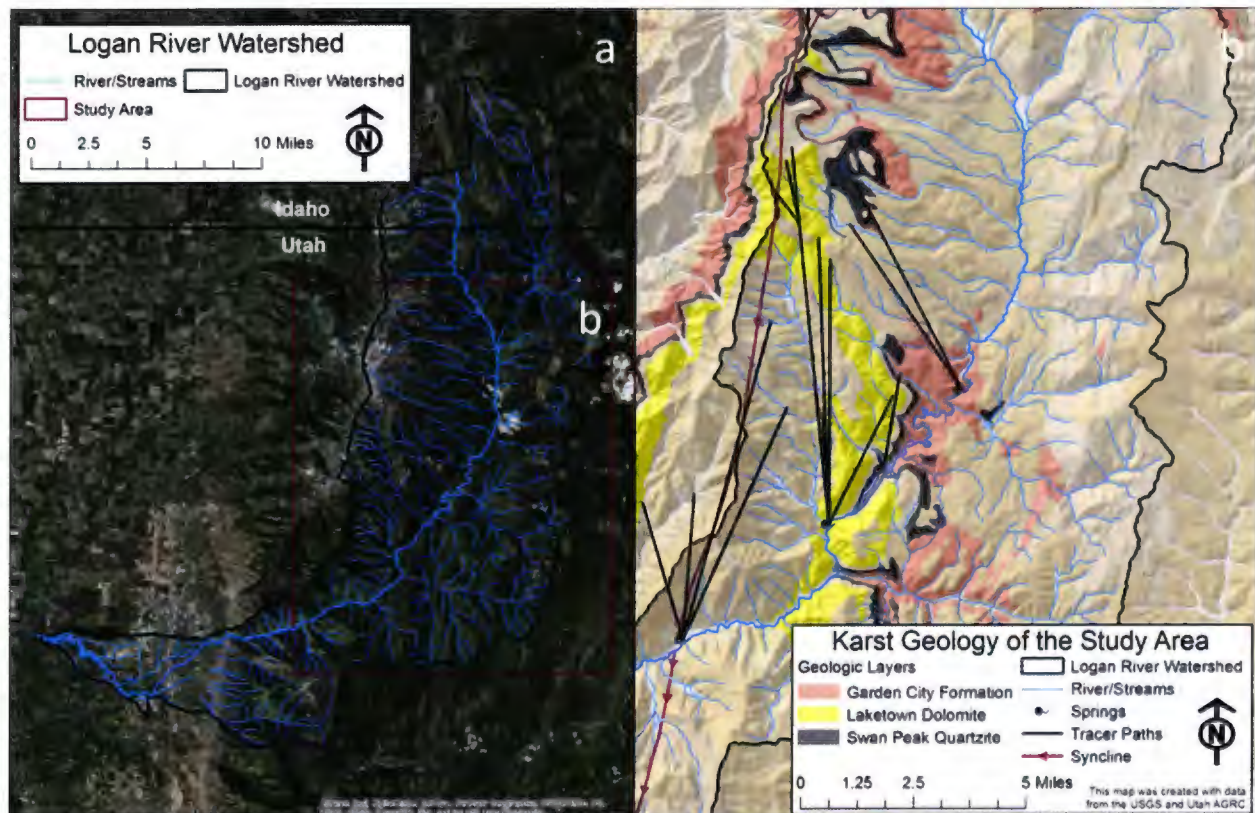 Logan River Watershed
River/Streams
Logan River Watershed
Study Area
N
0 2.5 5 10 Miles
a
Idaho
Utah
b
b
Karst Geology of the Study Area
Geologic Layers
Garden City Formation
Laketown Dolomite
Swan Peak Quartzite
Logan River Watershed
River/Streams
Springs
Tracer Paths
Syncline
N
0 1.25 2.5 5 Miles
This map was created with data
from the USGS and Utah AGRC